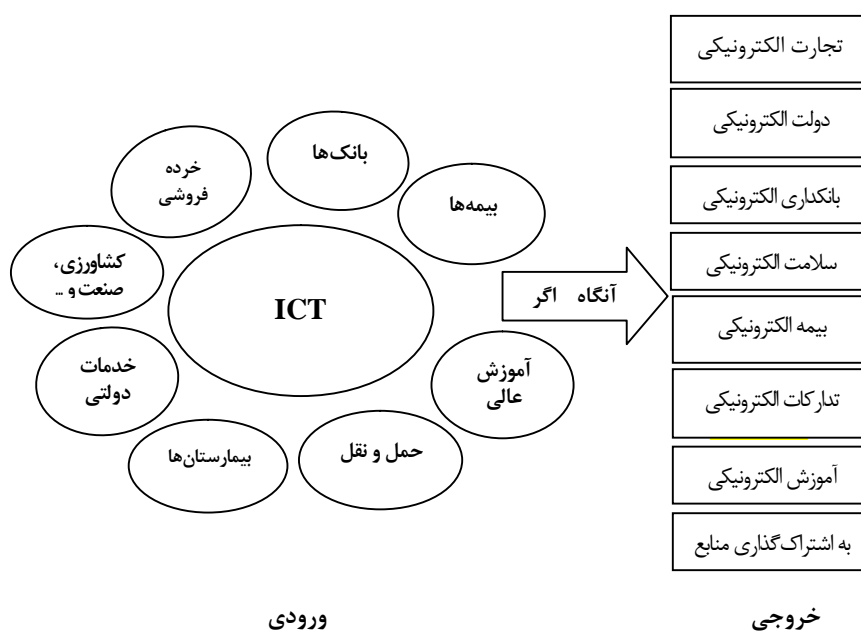 تجارت الکترونیکی
دولت الکترونیکی
بانکداری الکترونیکی
سلامت الکترونیکی
بیمه الکترونیکی
تدارکات الکترونیکی
آموزش الکترونیکی
به اشتراک‌گذاری منابع
بانک‌ها
خرده
فروشی
بیمه‌ها
کشاورزی،
صنعت و ...
ICT
آنگاه اگر
خدمات
دولتی
آموزش
عالی
بیمارستان‌ها
حمل و نقل
خروجی
ورودی